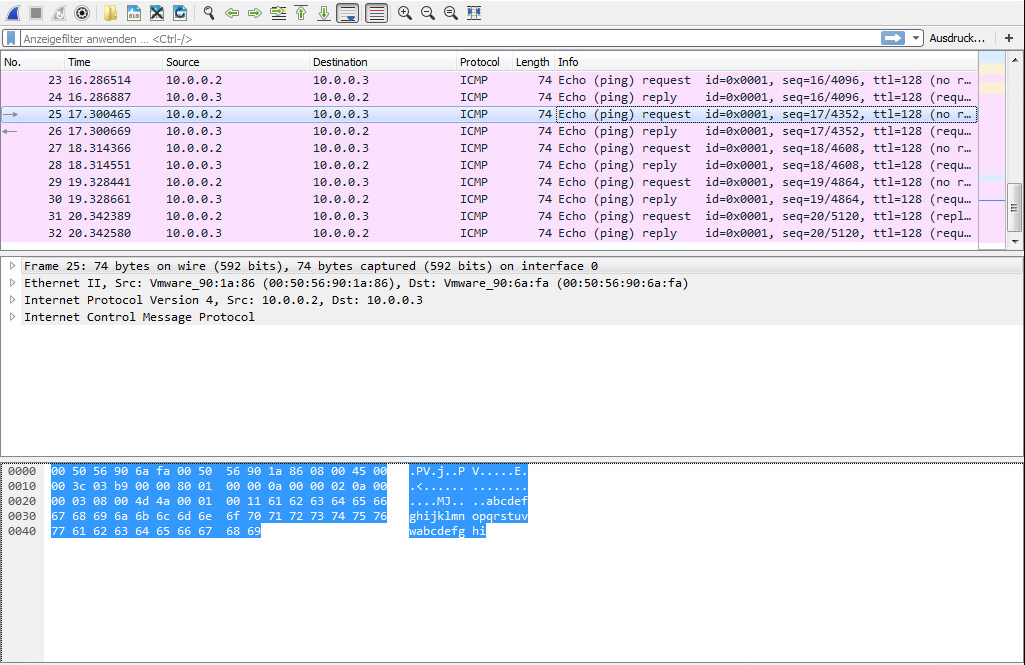 Anzeigefilter anwenden ... <Ctrl-/> Ausdruck... +
No. Time Source Destination Protocol Length Info
23 16.286514 10.0.0.2 10.0.0.3 ICMP 74 Echo (ping) request id=0x0001, seq=16/4096, ttl=128 (no r…
24 16.286887 10.0.0.3 10.0.0.2 ICMP 74 Echo (ping) reply id=0x0001, seq=16/4096, ttl=128 (requ…
25 17.300465 10.0.0.2 10.0.0.3 ICMP 74 Echo (ping) request id=0x0001, seq=17/4352, ttl=128 (no r…
26 17.300669 10.0.0.3 10.0.0.2 ICMP 74 Echo (ping) reply id=0x0001, seq=17/4352, ttl=128 (requ…
27 18.314366 10.0.0.2 10.0.0.3 ICMP 74 Echo (ping) request id=0x0001, seq=18/4608, ttl=128 (no r…
28 18.314551 10.0.0.3 10.0.0.2 ICMP 74 Echo (ping) reply id=0x0001, seq=18/4608, ttl=128 (requ…
29 19.328441 10.0.0.2 10.0.0.3 ICMP 74 Echo (ping) request id=0x0001, seq=19/4864, ttl=128 (no r…
30 19.328661 10.0.0.3 10.0.0.2 ICMP 74 Echo (ping) reply id=0x0001, seq=19/4864, ttl=128 (requ…
31 20.342389 10.0.0.2 10.0.0.3 ICMP 74 Echo (ping) request id=0x0001, seq=20/5120, ttl=128 (repl…
32 20.342580 10.0.0.3 10.0.0.2 ICMP 74 Echo (ping) reply id=0x0001, seq=20/5120, ttl=128 (requ…
Frame 25: 74 bytes on wire (592 bits), 74 bytes captured (592 bits) on interface 0
Ethernet II, Src: Vmware_90:1a:86 (00:50:56:90:1a:86), Dst: Vmware_90:6a:fa (00:50:56:90:6a:fa)
Internet Protocol Version 4, Src: 10.0.0.2, Dst: 10.0.0.3
Internet Control Message Protocol
0000 00 50 56 90 6a fa 00 50 56 90 1a 86 08 00 45 00 .PV.j..P V.....E.
0010 00 3c 03 b9 00 00 80 01 00 00 0a 00 00 02 0a 00 .<...... ........
0020 00 03 08 00 4d 4a 00 01 00 11 61 62 63 64 65 66 ....MJ.. ..abcdef
0030 67 68 69 6a 6b 6c 6d 6e 6f 70 71 72 73 74 75 76 ghijklmn opqrstuv
0040 77 61 62 63 64 65 66 67 68 69 wabcdefg hi